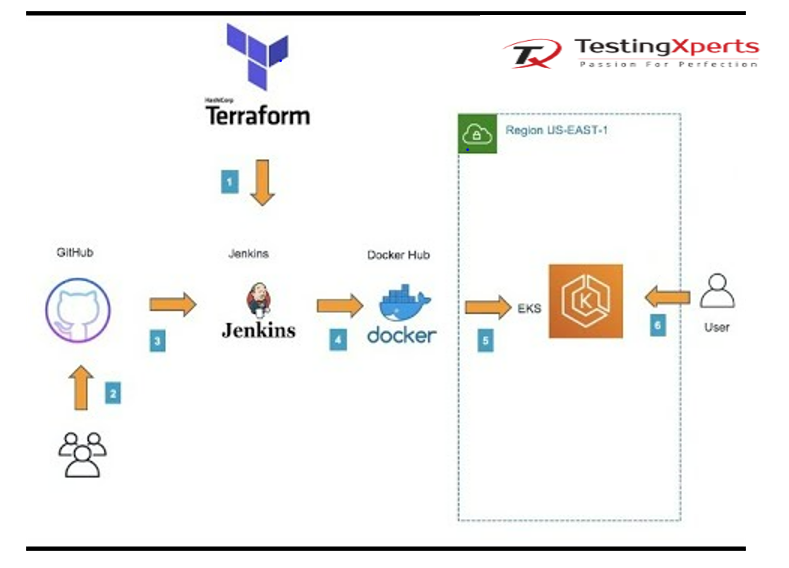 TestingXperts
Passion For Perfection
HashiCorp
Terraform
Region US-EAST-1
1
GitHub
Jenkins
Docker Hub
Jenkins
docker
EKS
User
3
4
5
6
2